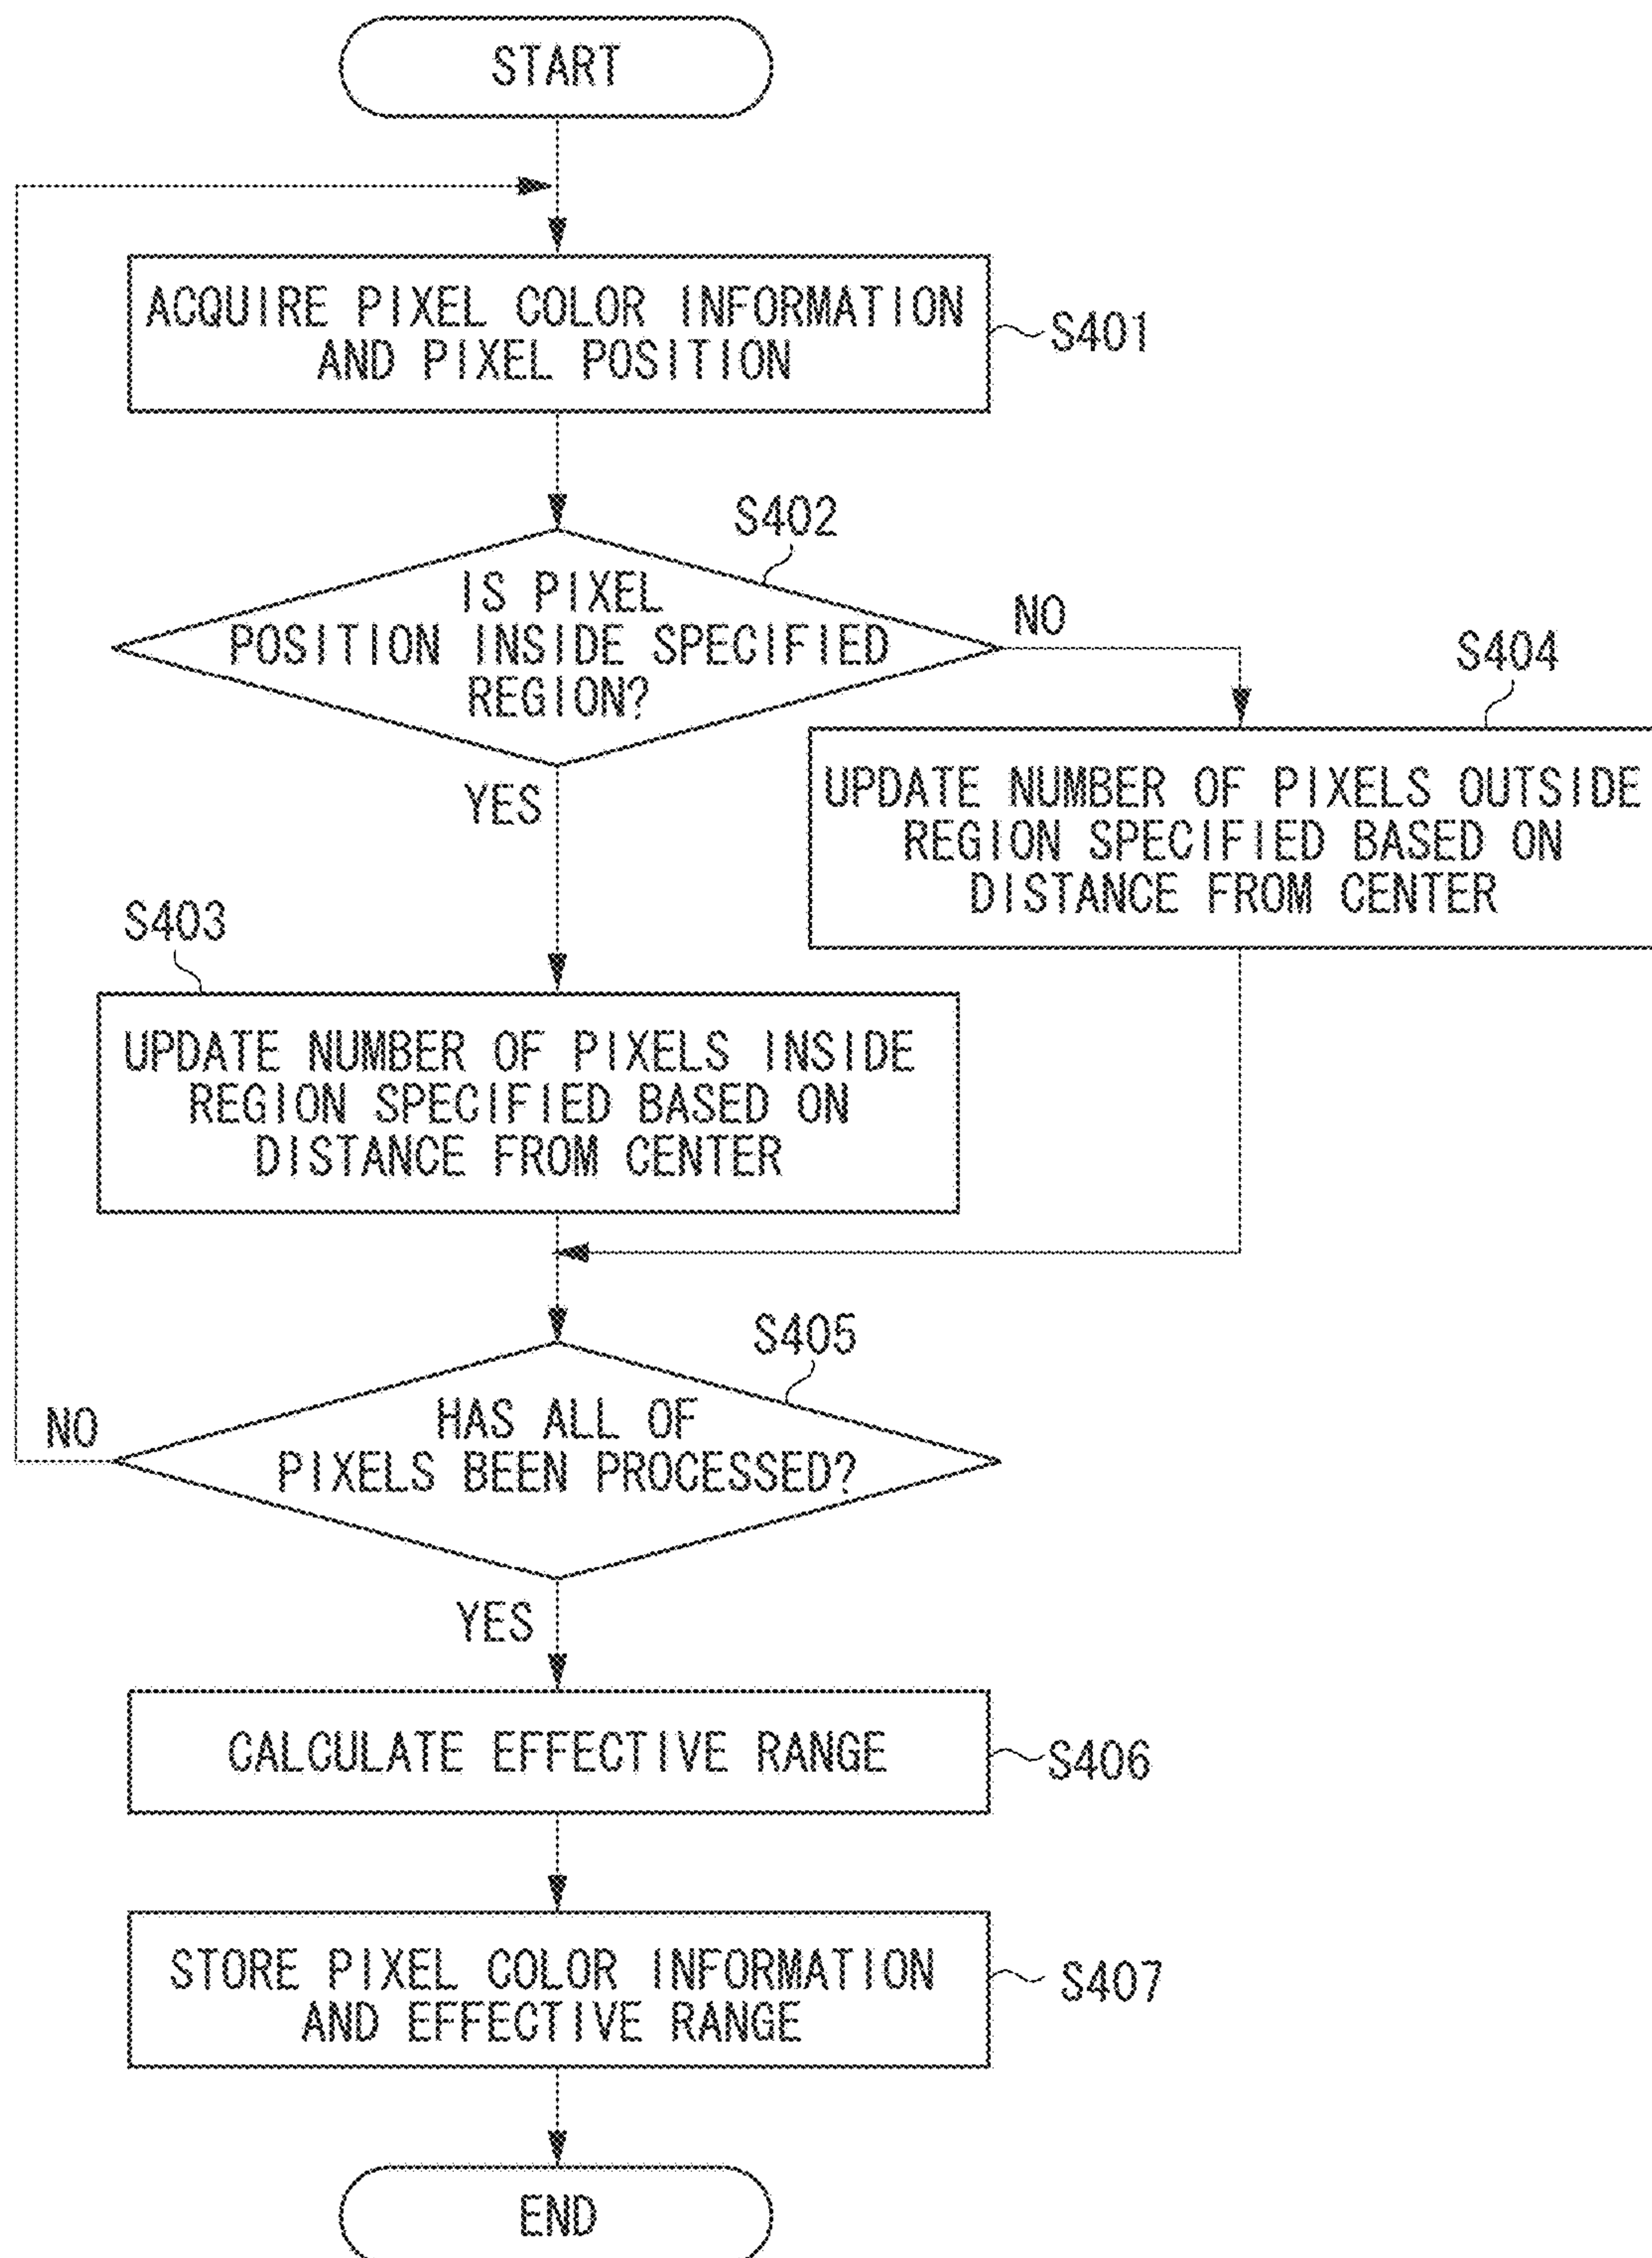 START
ACQUIRE PIXEL COLOR INFORMATION
AND PIXEL POSITION
S401
S402
IS PIXEL
POSITION INSIDE SPECIFIED
REGION?
NO
YES
S404
UPDATE NUMBER OF PIXELS OUTSIDE
REGION SPECIFIED BASED ON
DISTANCE FROM CENTER
S403
UPDATE NUMBER OF PIXELS INSIDE
REGION SPECIFIED BASED ON
DISTANCE FROM CENTER
S405
HAS ALL OF
PIXELS BEEN PROCESSED?
NO
YES
CALCULATE EFFECTIVE RANGE
S406
STORE PIXEL COLOR INFORMATION
AND EFFECTIVE RANGE
S407
END